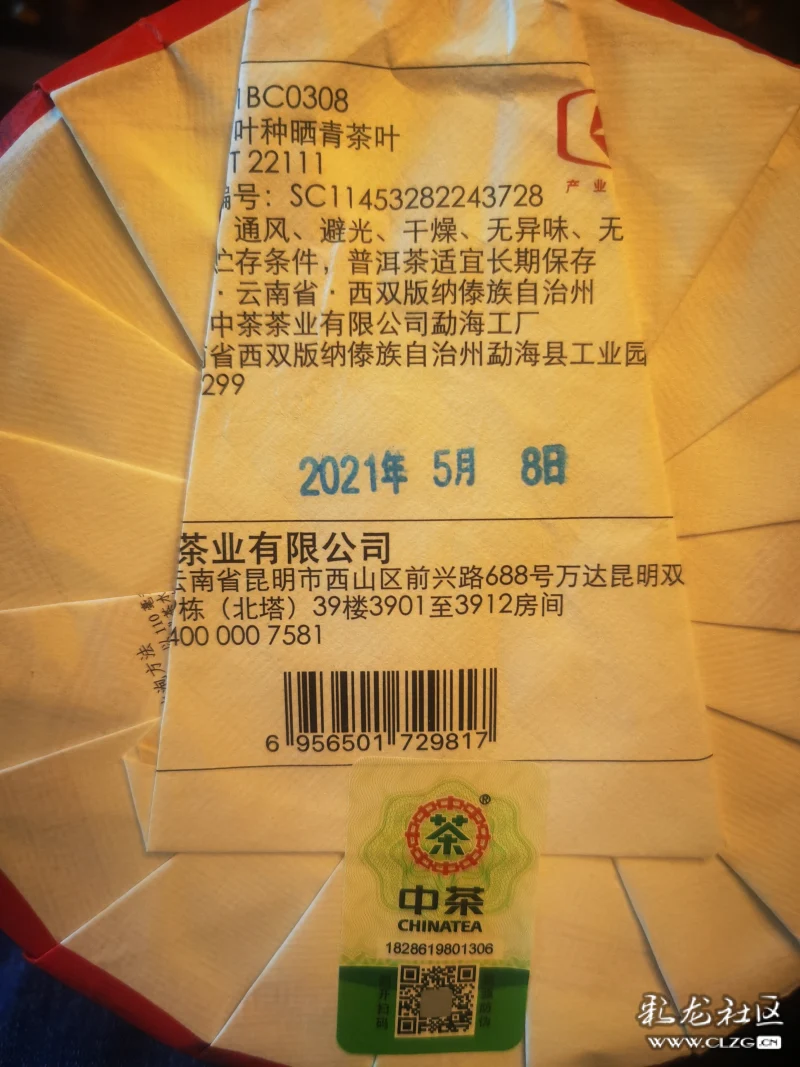 1BC0308
叶种晒青茶叶
T 22111
编号：SC11453282243728
通风、避光、干燥、无异味、无
贮存条件，普洱茶适宜长期保存
·云南省·西双版纳傣族自治州
中茶茶业有限公司勐海工厂
省西双版纳傣族自治州勐海县工业园
299
产业
2021年 5月 8日
茶业有限公司
云南省昆明市西山区前兴路688号万达昆明双
栋（北塔）39楼3901至3912房间
400 000 7581
方法
6 956501 729817
茶
®
中茶
CHINATEA
1828619801306
彩龙社区
WWW.CLZG.CN